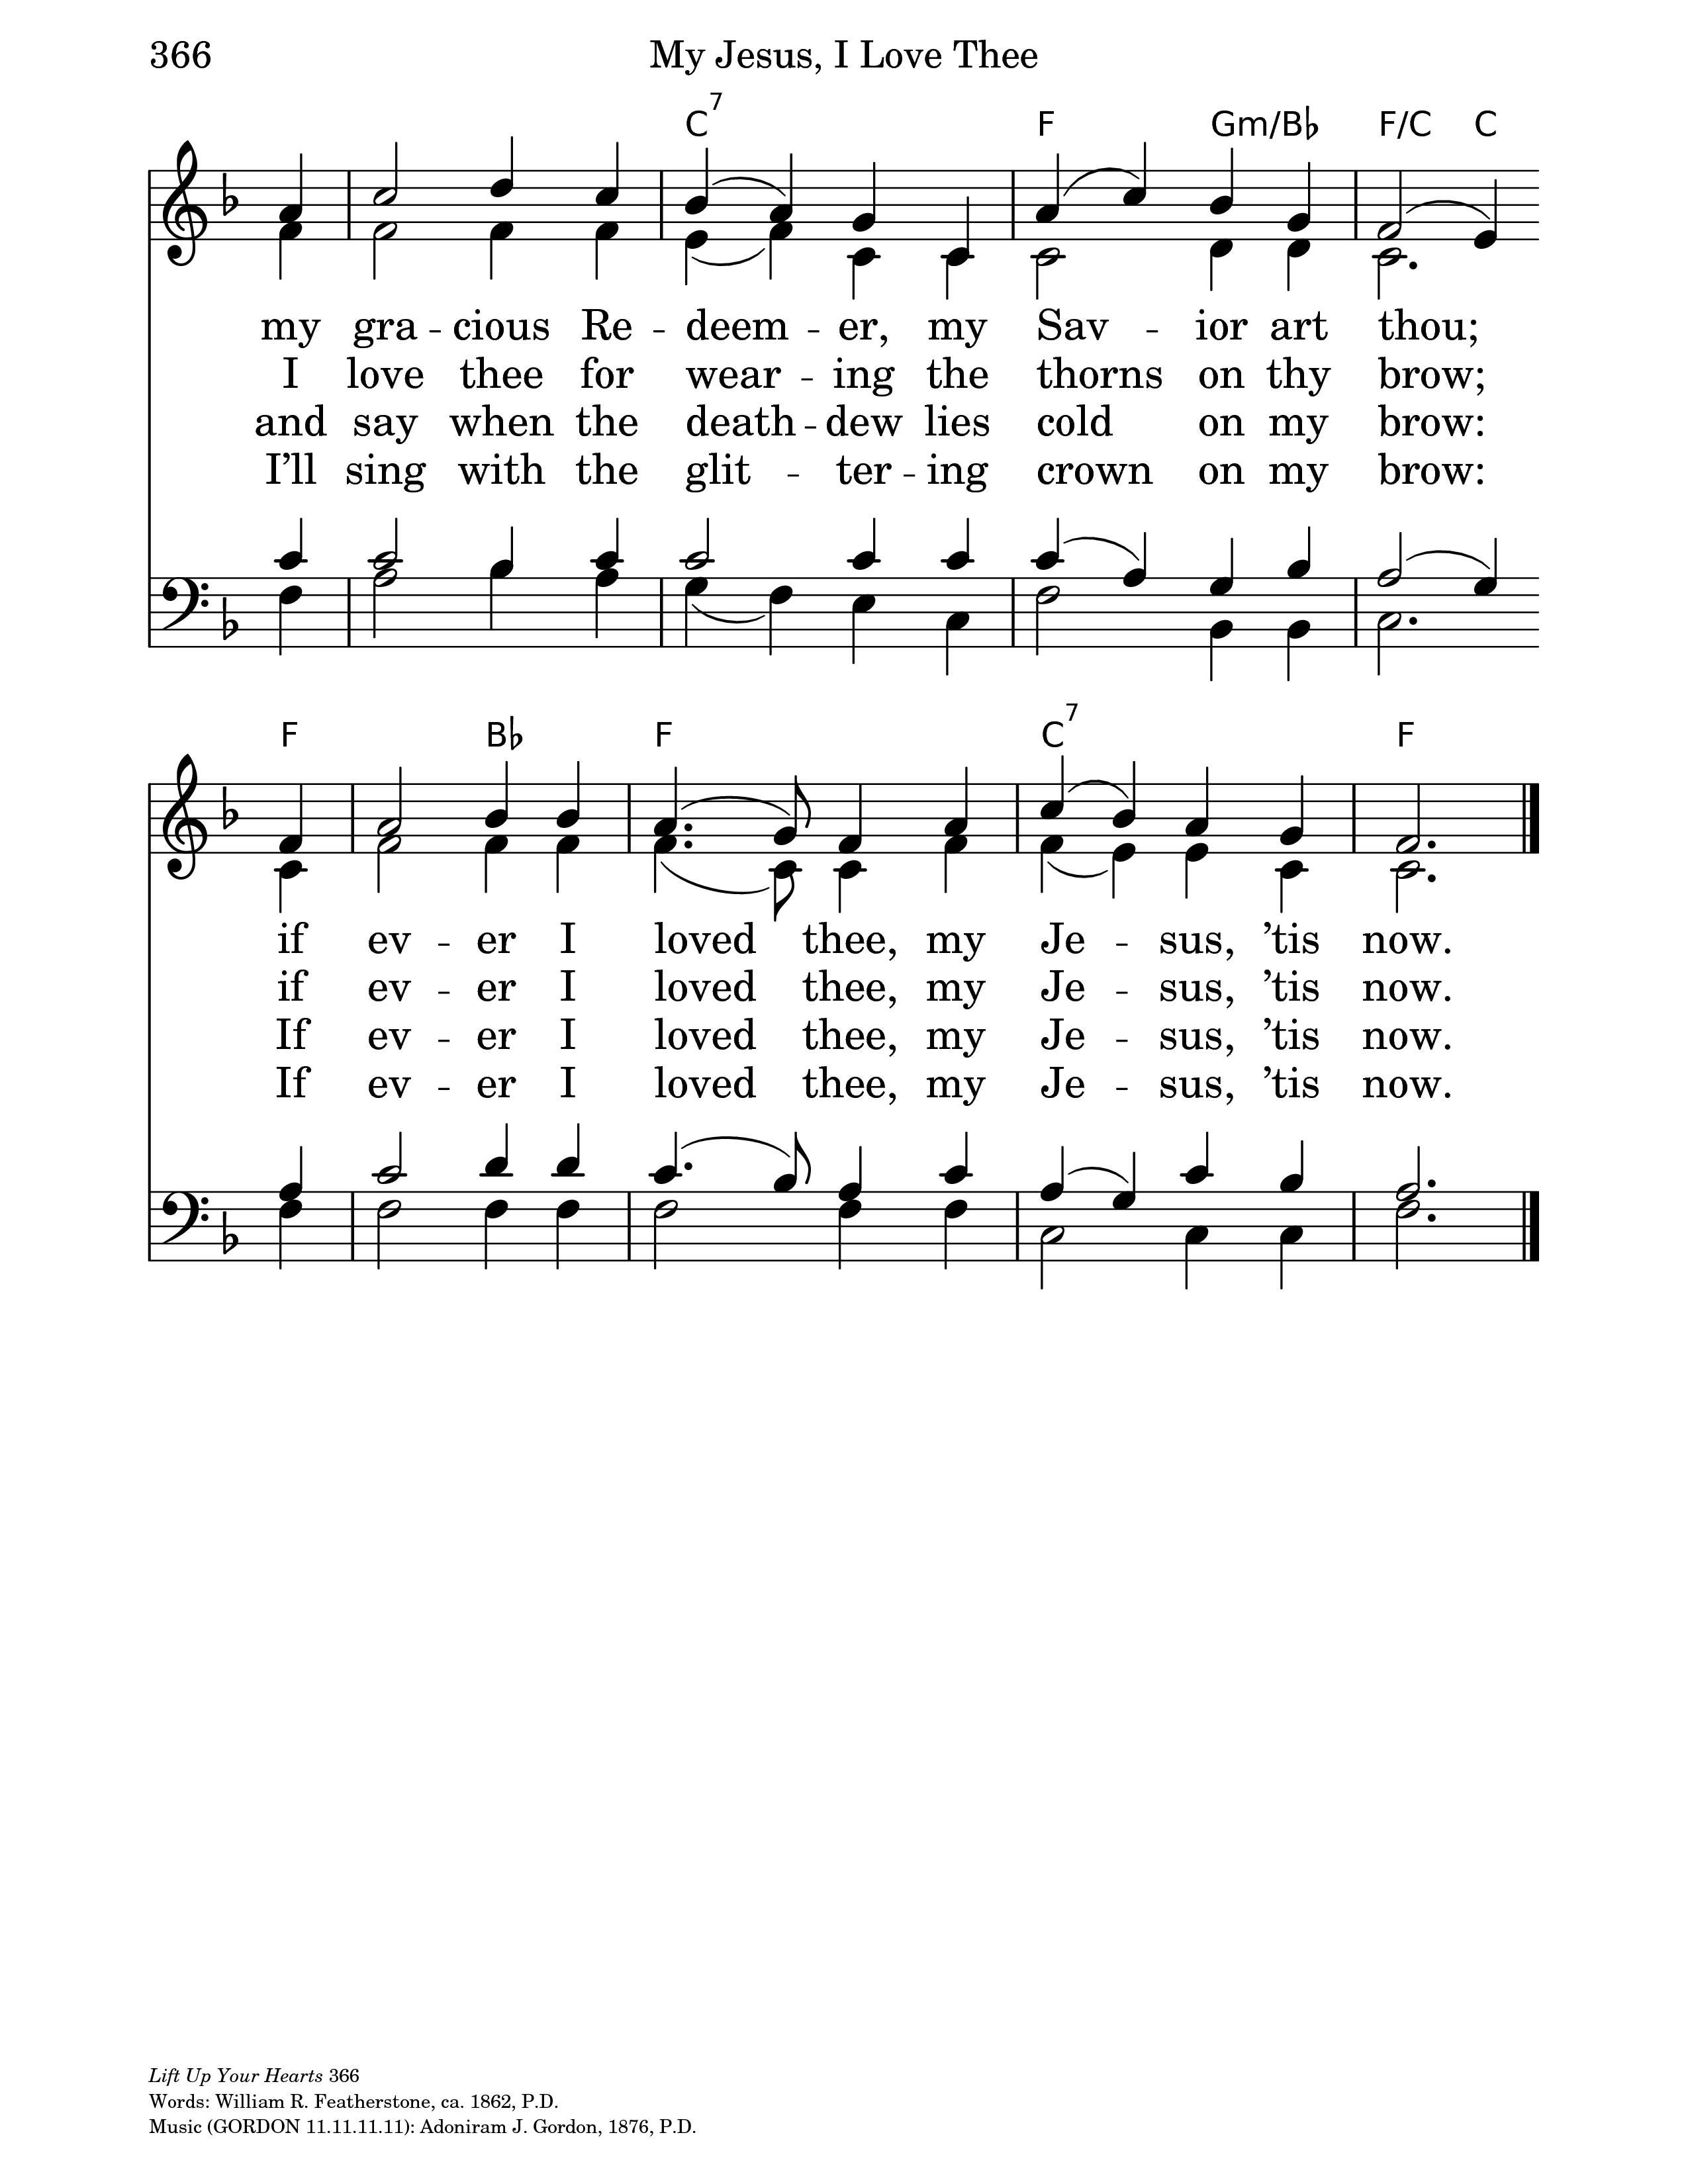 366 My Jesus, I Love Thee
C7 F Gm/B♭ F/C C
my gra - cious Re - deem - er, my Sav - ior art thou;
I love thee for wear - ing the thorns on thy brow;
and say when the death - dew lies cold on my brow:
I’ll sing with the glit - ter - ing crown on my brow:
F B♭ F C7 F
if ev - er I loved thee, my Je - sus, ’tis now.
if ev - er I loved thee, my Je - sus, ’tis now.
If ev - er I loved thee, my Je - sus, ’tis now.
If ev - er I loved thee, my Je - sus, ’tis now.
Lift Up Your Hearts 366
Words: William R. Featherstone, ca. 1862, P.D.
Music (GORDON 11.11.11.11): Adoniram J. Gordon, 1876, P.D.